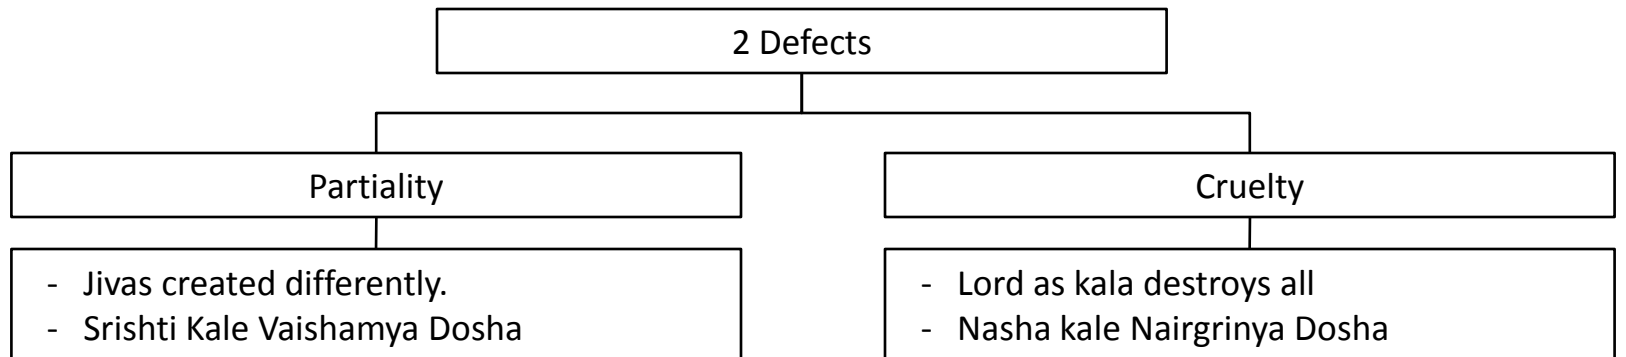 2 Defects
Partiality
- Jivas created differently.
- Srishti Kale Vaishamya Dosha
Cruelty
- Lord as kala destroys all
- Nasha kale Nairgrinya Dosha